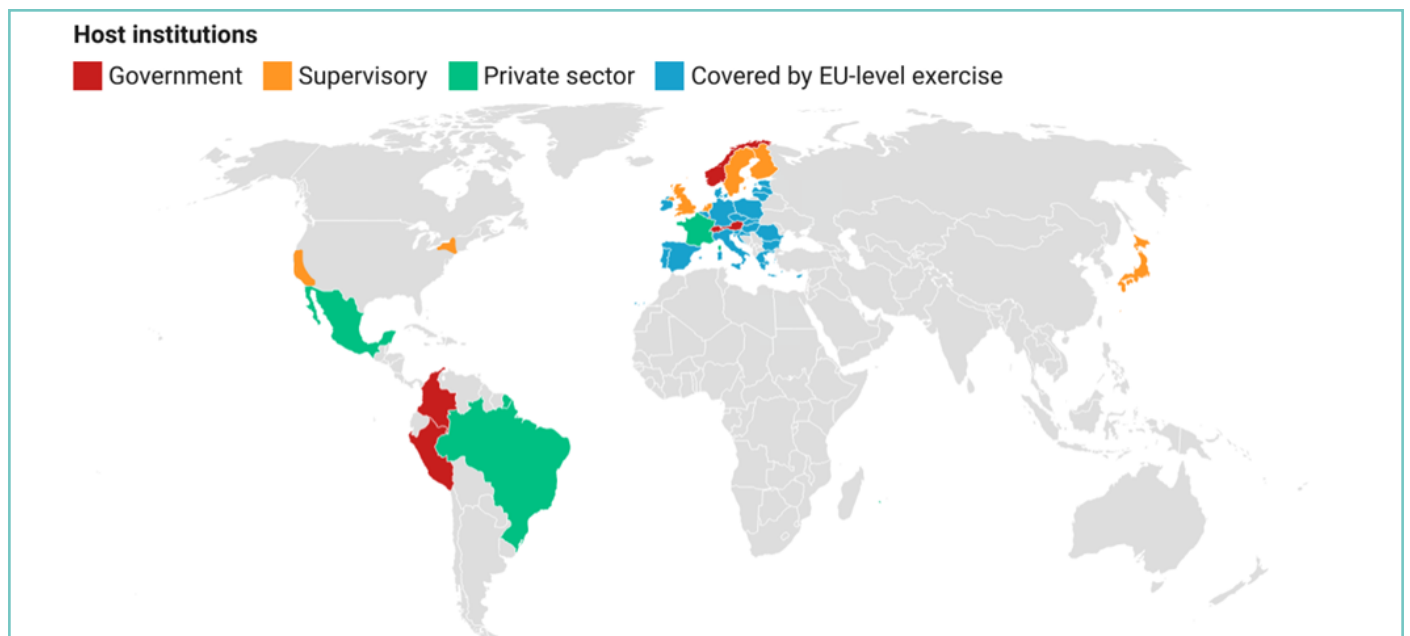 Host institutions
Government Supervisory Private sector Covered by EU-level exercise